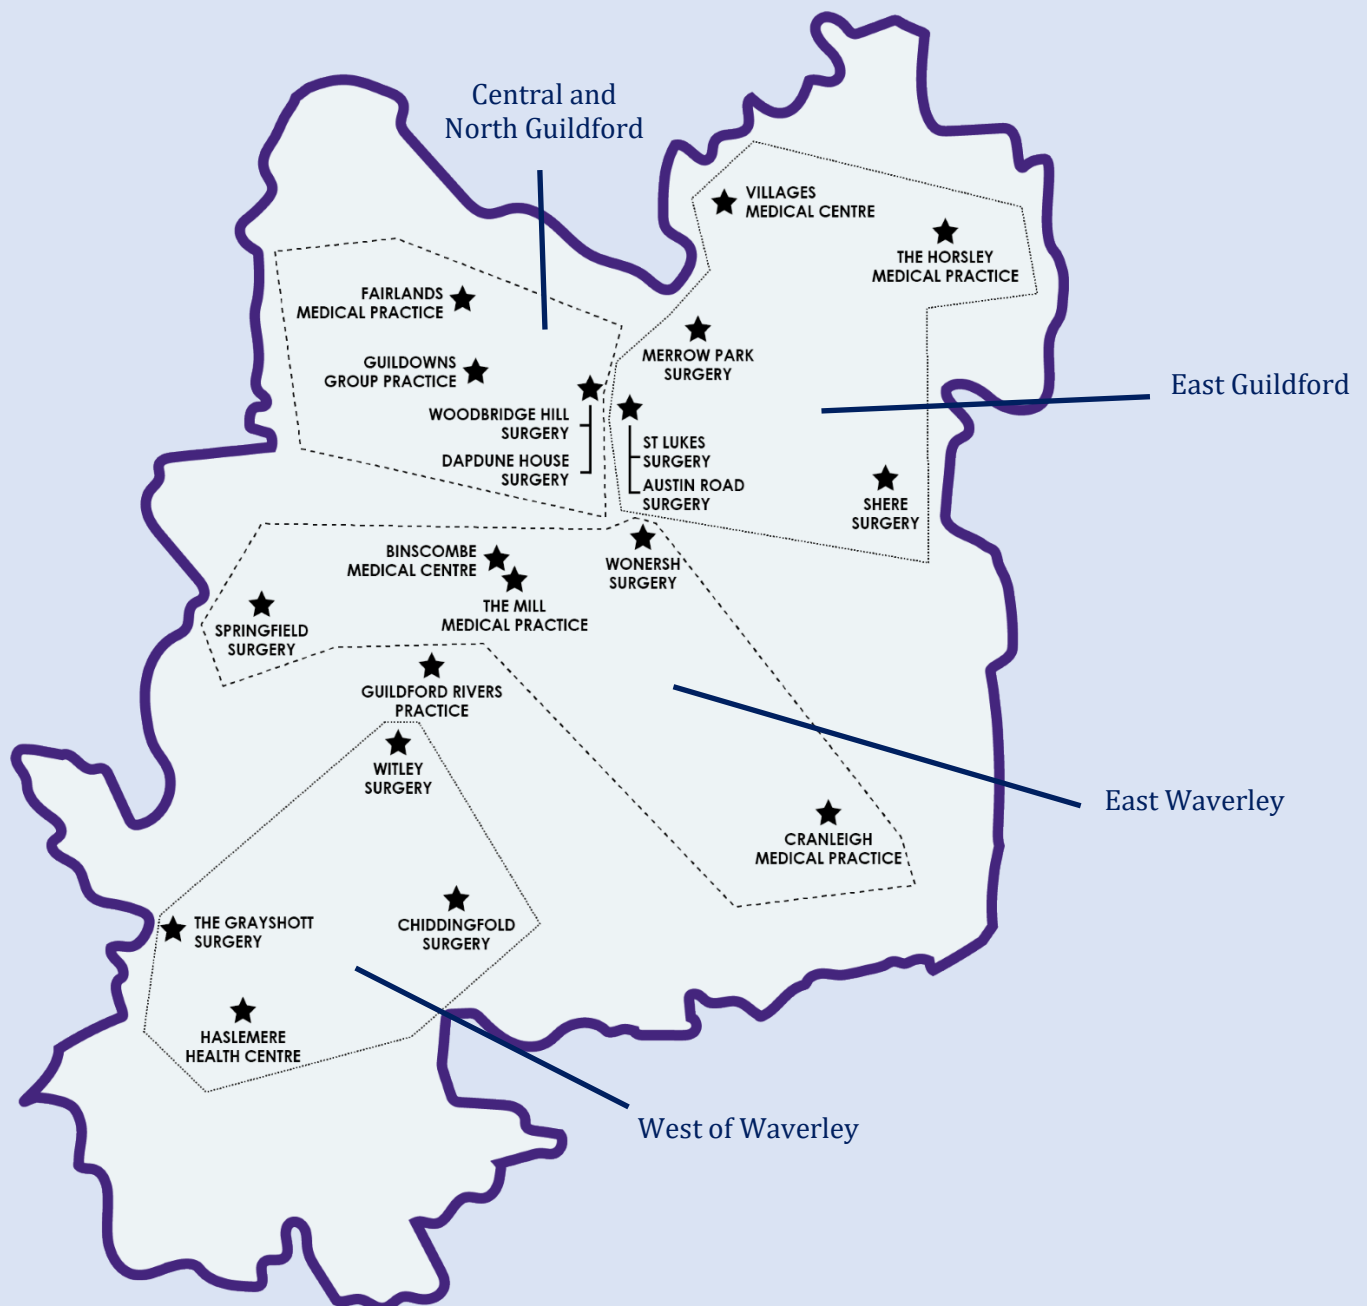 Central and
North Guildford
VILLAGES
MEDICAL CENTRE
THE HORSLEY
MEDICAL PRACTICE
FAIRLANDS
MEDICAL PRACTICE
MERROW PARK
SURGERY
GUILDOWNS
GROUP PRACTICE
East Guildford
WOODBRIDGE HILL
SURGERY
DAPDUNE HOUSE
SURGERY
ST LUKES
SURGERY
AUSTIN ROAD
SURGERY
SHERE
SURGERY
BINSCOMBE
MEDICAL CENTRE
WONERSH
SURGERY
THE MILL
MEDICAL PRACTICE
SPRINGFIELD
SURGERY
GUILDFORD RIVERS
PRACTICE
WITLEY
SURGERY
East Waverley
CRANLEIGH
MEDICAL PRACTICE
THE GRAYSHOTT
SURGERY
CHIDDINGFOLD
SURGERY
HASLEMERE
HEALTH CENTRE
West of Waverley